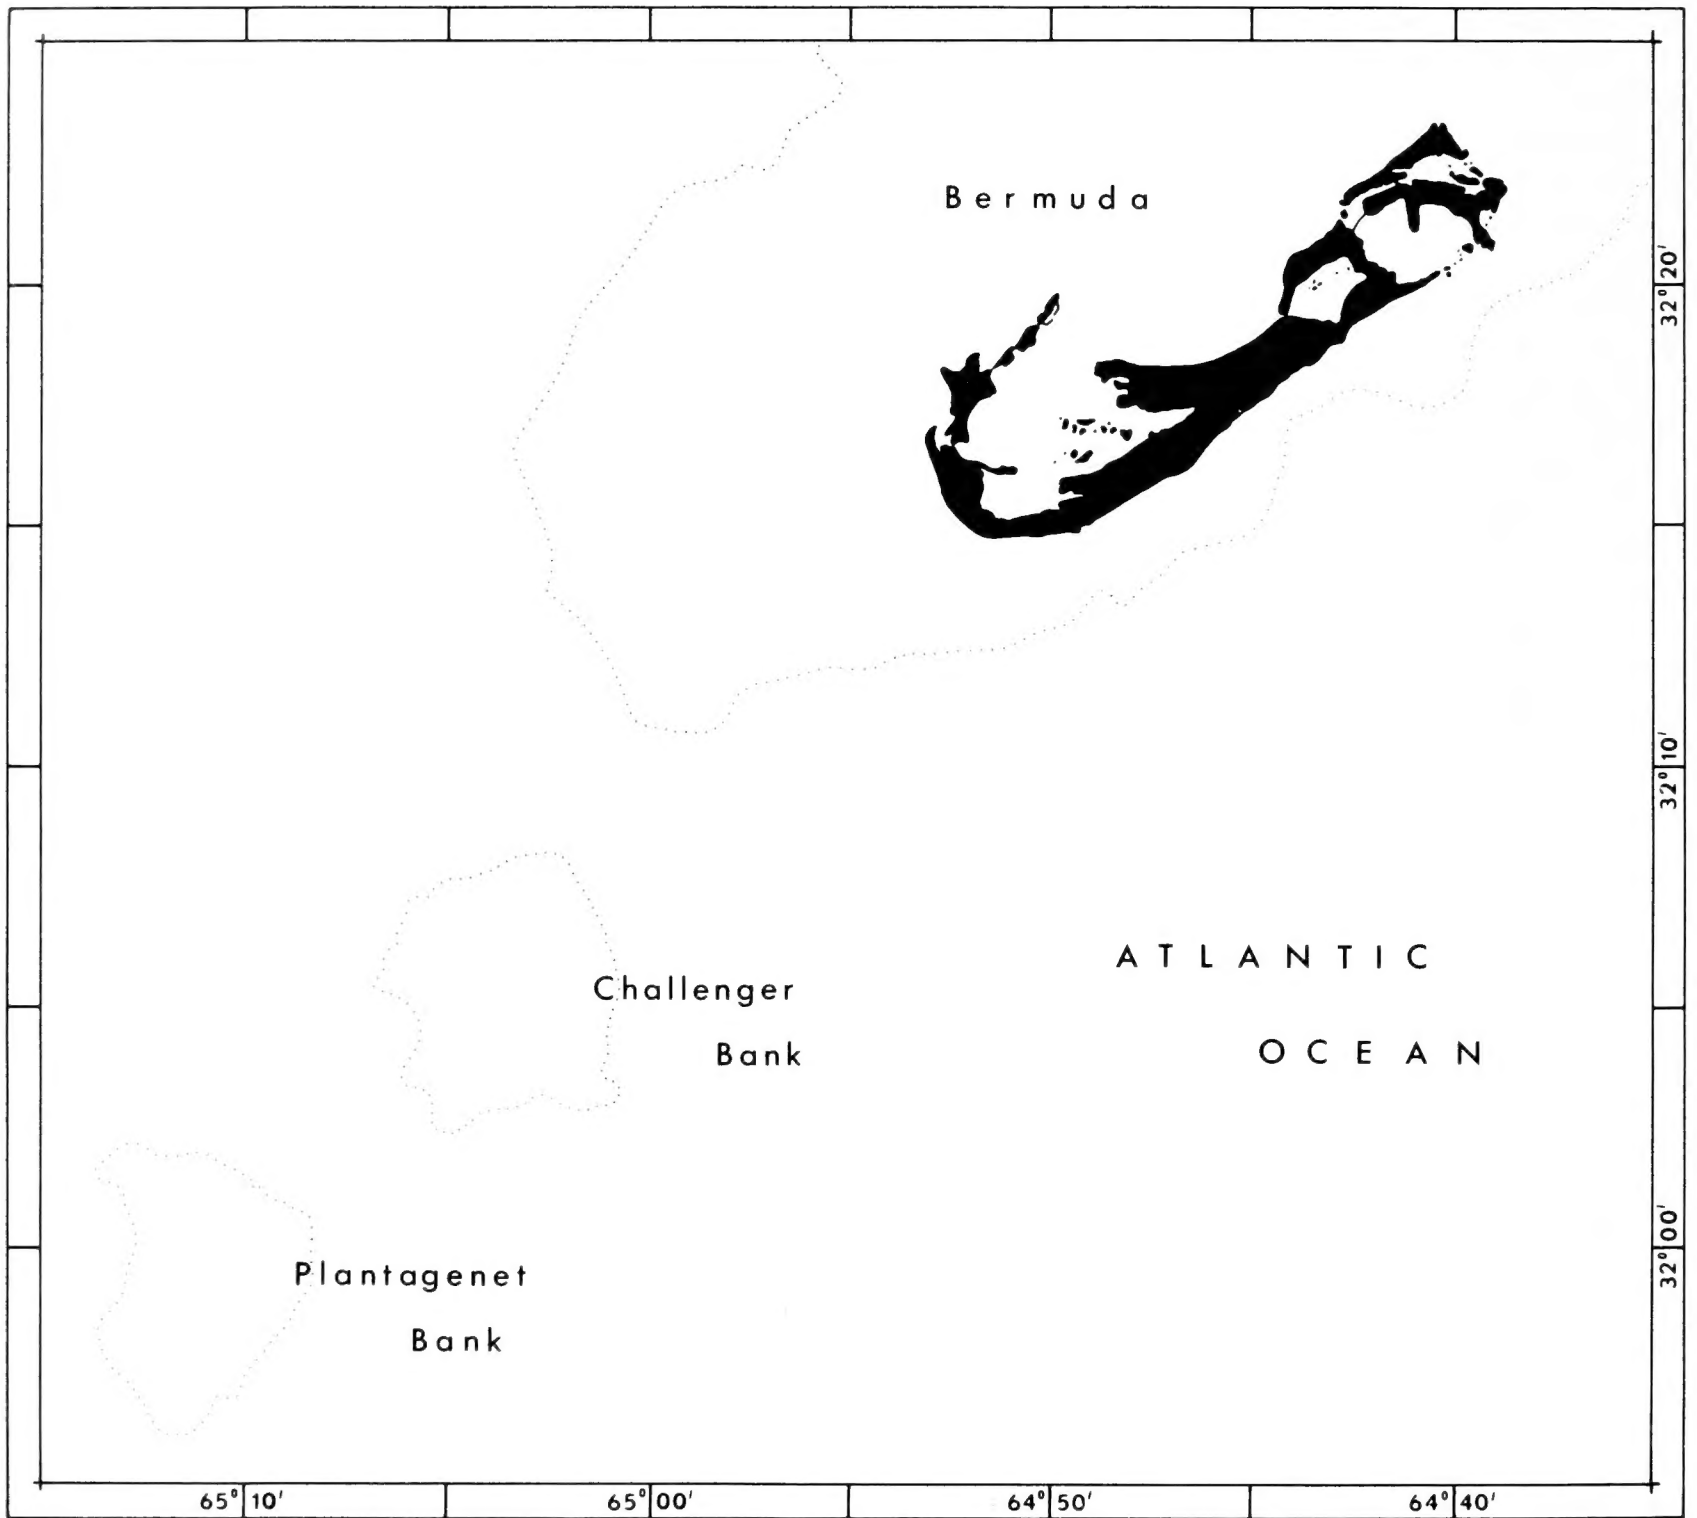 Bermuda
32°20'
32°10'
ATLANTIC
Challenger
Bank
OCEAN
32°00'
Plantagenet
Bank
65°10'
65°00'
64°50'
64°40'